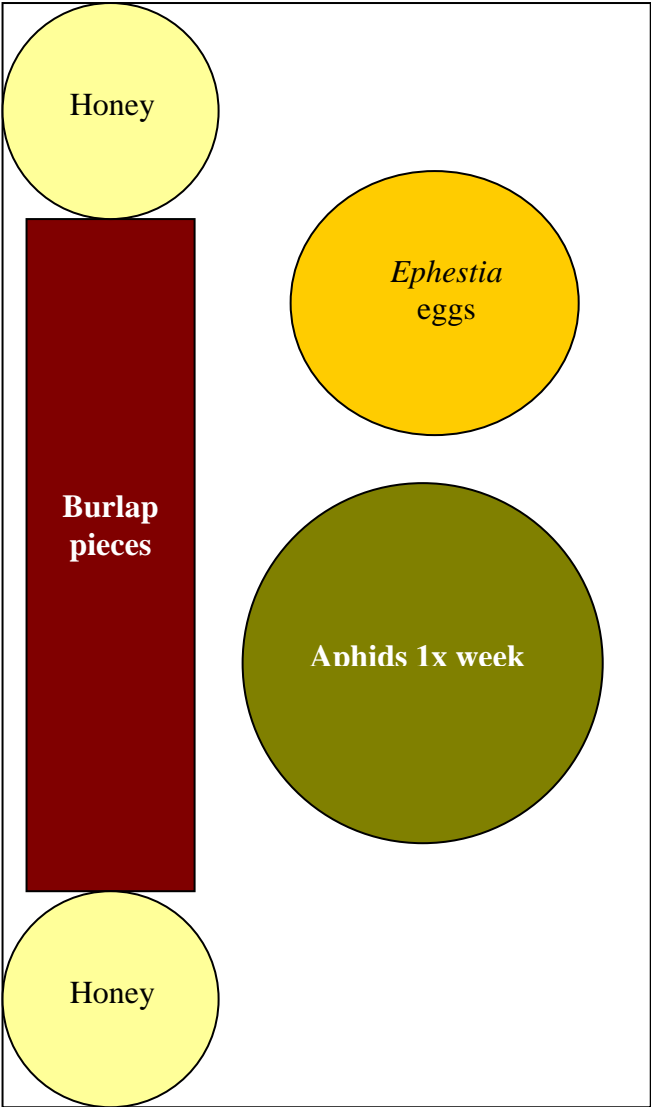 Honey
Ephestia
eggs
Burlap
pieces
Aphids 1x week
Honey